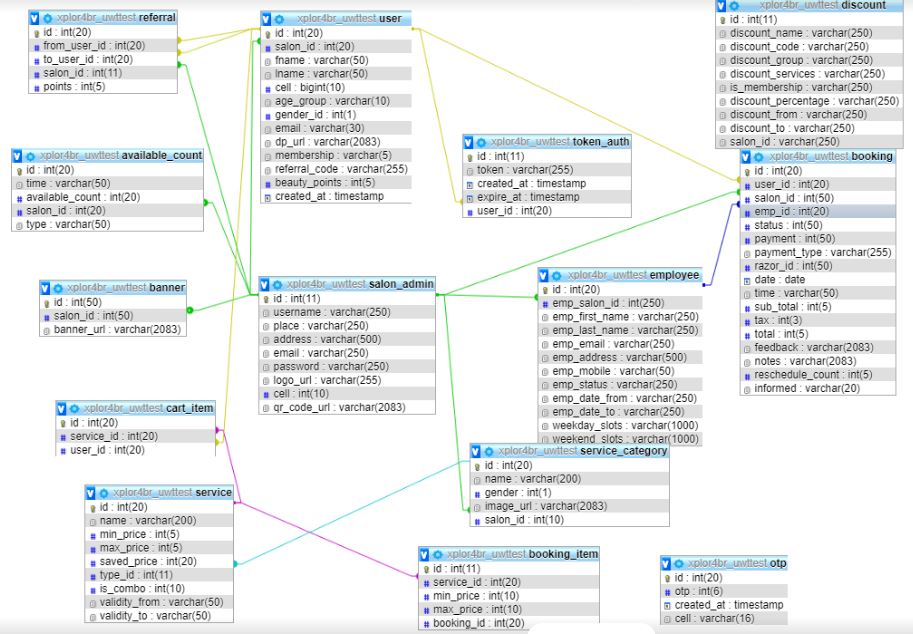 xplor4br_uwttest referral
id : int(20)
from_user_id : int(20)
to_user_id : int(20)
salon_id : int(11)
points : int(5)
xplor4br_uwttest user
id : int(20)
salon_id : int(20)
fname : varchar(50)
lname : varchar(50)
cell : bigint(10)
age_group : varchar(10)
gender_id : int(1)
email : varchar(30)
dp_url : varchar(2083)
membership : varchar(5)
referral_code : varchar(255)
beauty_points : int(5)
created_at : timestamp
xplor4br_uwttest discount
id : int(11)
discount_name : varchar(250)
discount_code : varchar(250)
discount_group : varchar(250)
discount_services : varchar(250)
is_membership : varchar(250)
discount_percentage : varchar(250)
discount_from : varchar(250)
discount_to : varchar(250)
salon_id : varchar(250)
xplor4br_uwttest token_auth
id : int(11)
token : varchar(255)
created_at : timestamp
expire_at : timestamp
user_id : int(20)
xplor4br_uwttest available_count
id : int(20)
time : varchar(50)
available_count : int(20)
salon_id : int(20)
type : varchar(50)
xplor4br_uwttest booking
id : int(20)
user_id : int(20)
salon_id : int(50)
emp_id : int(20)
status : int(50)
payment : int(50)
payment_type : varchar(255)
razor_id : int(50)
date : date
time : varchar(50)
sub_total : int(5)
tax : int(3)
total : int(5)
feedback : varchar(2083)
notes : varchar(2083)
reschedule_count : int(5)
informed : varchar(20)
xplor4br_uwttest banner
id : int(50)
salon_id : int(50)
banner_url : varchar(2083)
xplor4br_uwttest salon_admin
id : int(11)
username : varchar(250)
place : varchar(250)
address : varchar(500)
email : varchar(250)
password : varchar(250)
logo_url : varchar(255)
cell : int(10)
qr_code_url : varchar(2083)
xplor4br_uwttest employee
id : int(20)
emp_salon_id : int(250)
emp_first_name : varchar(250)
emp_last_name : varchar(250)
emp_email : varchar(250)
emp_address : varchar(500)
emp_mobile : varchar(50)
emp_status : varchar(250)
emp_date_from : varchar(250)
emp_date_to : varchar(250)
weekday_slots : varchar(1000)
weekend_slots : varchar(1000)
xplor4br_uwttest cart_item
id : int(20)
service_id : int(20)
user_id : int(20)
xplor4br_uwttest service_category
id : int(20)
name : varchar(200)
gender : int(1)
image_url : varchar(2083)
salon_id : int(10)
xplor4br_uwttest service
id : int(20)
name : varchar(200)
min_price : int(5)
max_price : int(5)
saved_price : int(20)
type_id : int(11)
is_combo : int(10)
validity_from : varchar(50)
validity_to : varchar(50)
xplor4br_uwttest booking_item
id : int(11)
service_id : int(20)
min_price : int(10)
max_price : int(10)
booking_id : int(20)
xplor4br_uwttest otp
id : int(20)
otp : int(6)
created_at : timestamp
cell : varchar(16)